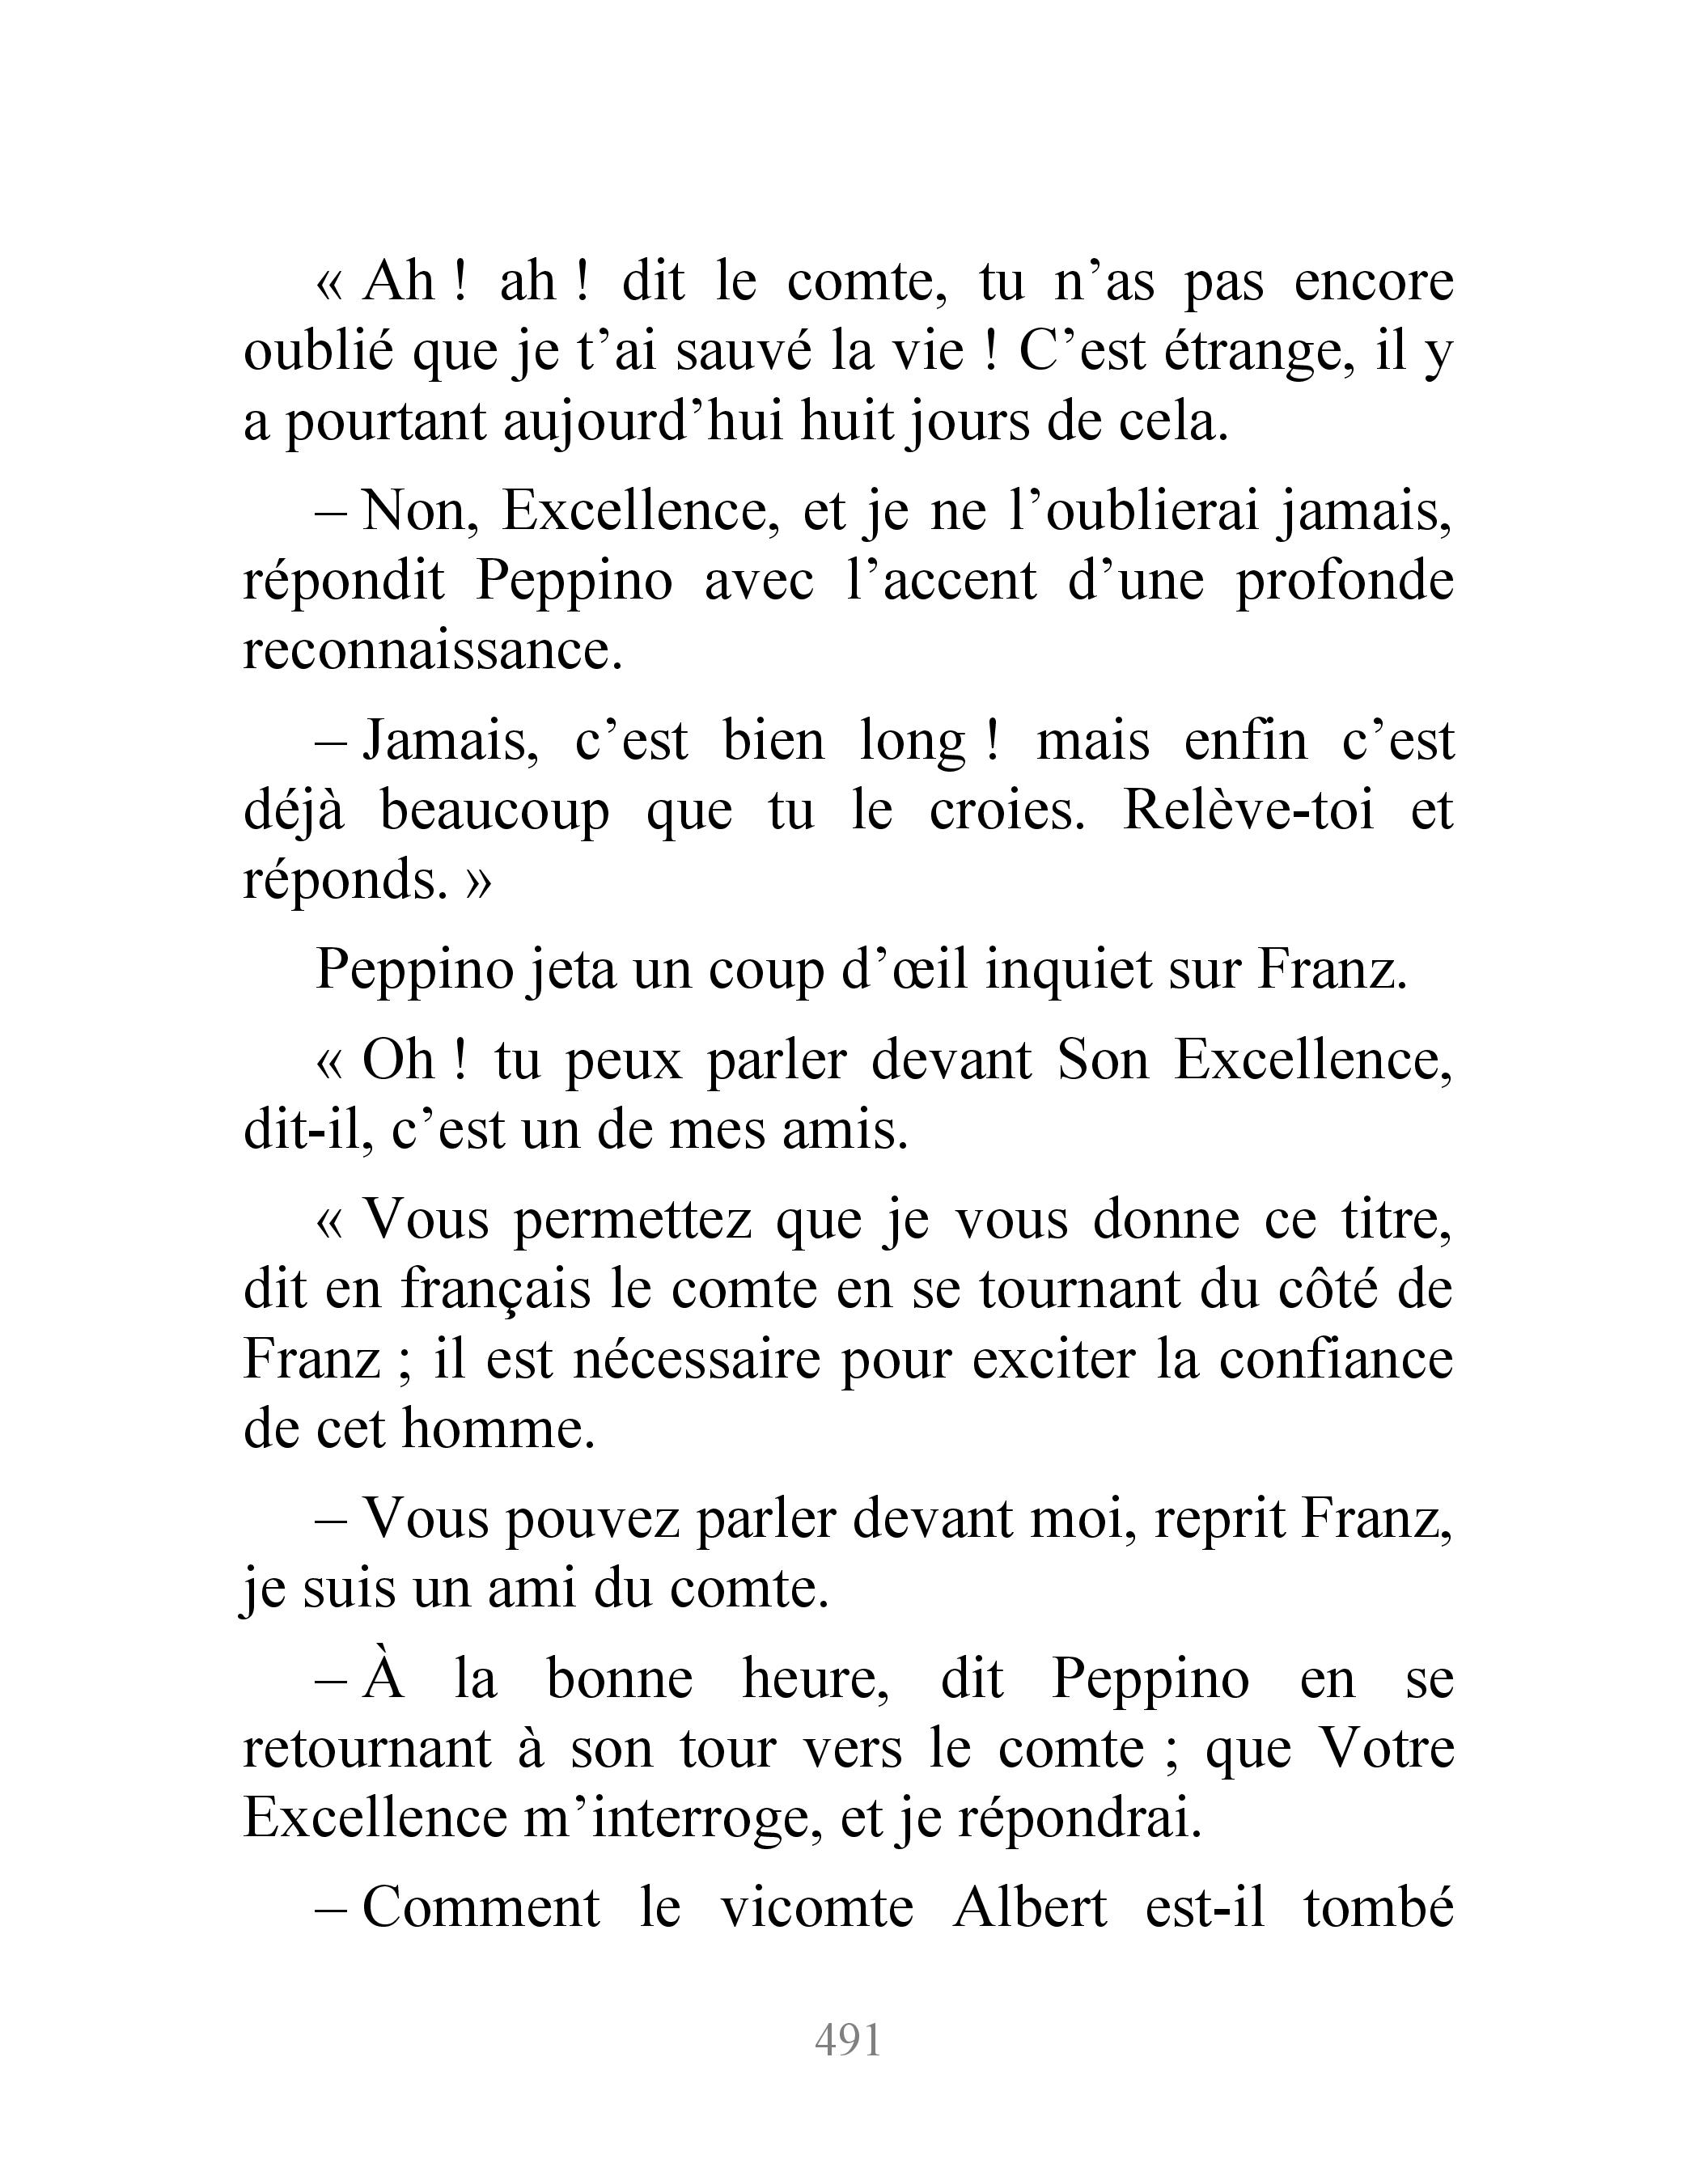 « Ah ! ah ! dit le comte, tu n’as pas encore
oublié que je t’ai sauvé la vie ! C’est étrange, il y
a pourtant aujourd’hui huit jours de cela.
– Non, Excellence, et je ne l’oublierai jamais,
répondit Peppino avec l’accent d’une profonde
reconnaissance.
– Jamais, c’est bien long ! mais enfin c’est
déjà beaucoup que tu le croies. Relève-toi et
réponds. »
Peppino jeta un coup d’œil inquiet sur Franz.
« Oh ! tu peux parler devant Son Excellence,
dit-il, c’est un de mes amis.
« Vous permettez que je vous donne ce titre,
dit en français le comte en se tournant du côté de
Franz ; il est nécessaire pour exciter la confiance
de cet homme.
– Vous pouvez parler devant moi, reprit Franz,
je suis un ami du comte.
– À la bonne heure, dit Peppino en se
retournant à son tour vers le comte ; que Votre
Excellence m’interroge, et je répondrai.
– Comment le vicomte Albert est-il tombé
491